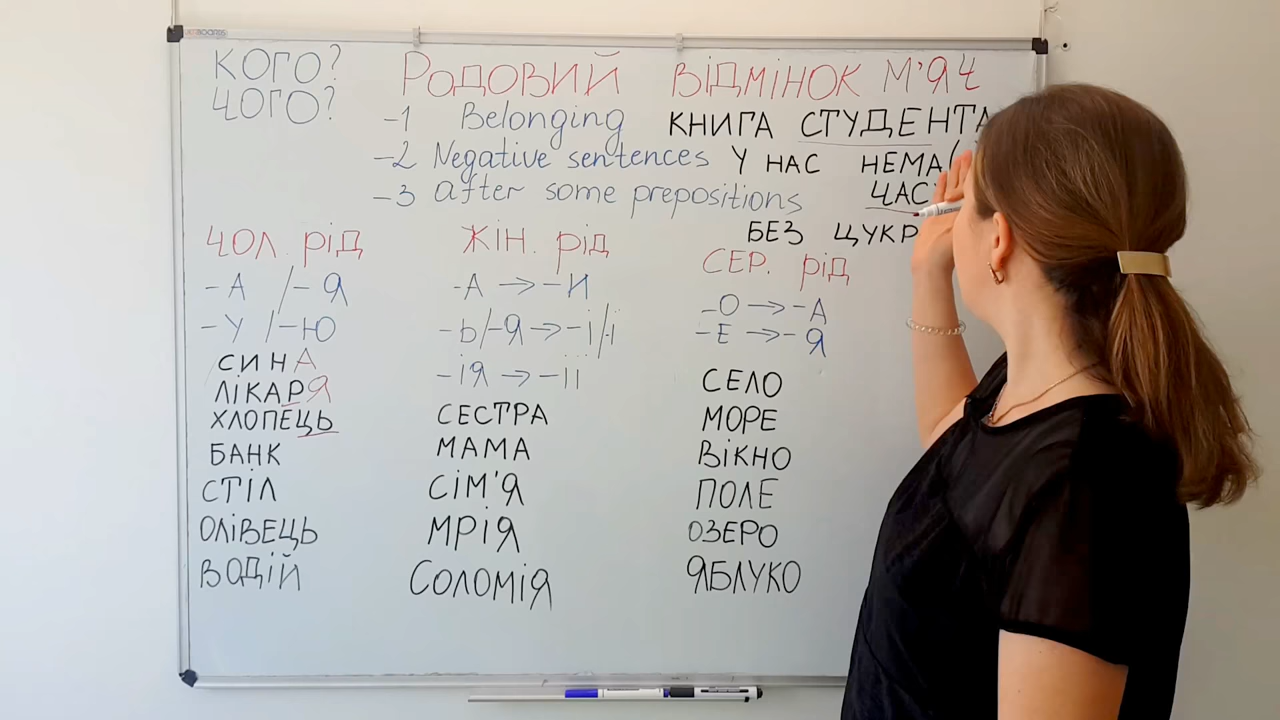 КОГО? РОДОВИЙ ВІДМІНОК М'ЯЧ
ЧОГО?
-1 Belonging КНИГА СТУДЕНТА
-2 Negative sentences У НАС НЕМА
-3 after some prepositions ЧАС
БЕЗ ЦУКР
ЧОЛ. рід
-А / -Я
-У / -Ю
СИНА
ЛІКАРЯ
ХЛОПЕЦЬ
БАНК
СТІЛ
ОЛІВЕЦЬ
ВОДІЙ
ЖІН. рід
-А → -И
-Ь/-Я → -і/-ї
-ія → -ії
СЕСТРА
МАМА
СІМ'Я
МРІЯ
СОЛОМІЯ
СЕР. рід
-О → -А
-Е → -Я
СЕЛО
МОРЕ
ВІКНО
ПОЛЕ
ОЗЕРО
ЯБЛУКО